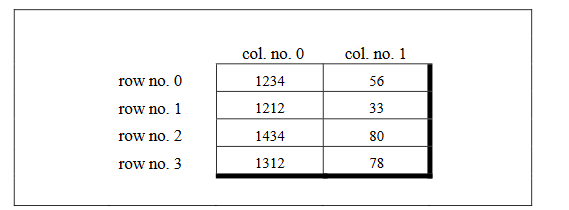 col. no. 0 col. no. 1
row no. 0 1234 56
row no. 1 1212 33
row no. 2 1434 80
row no. 3 1312 78